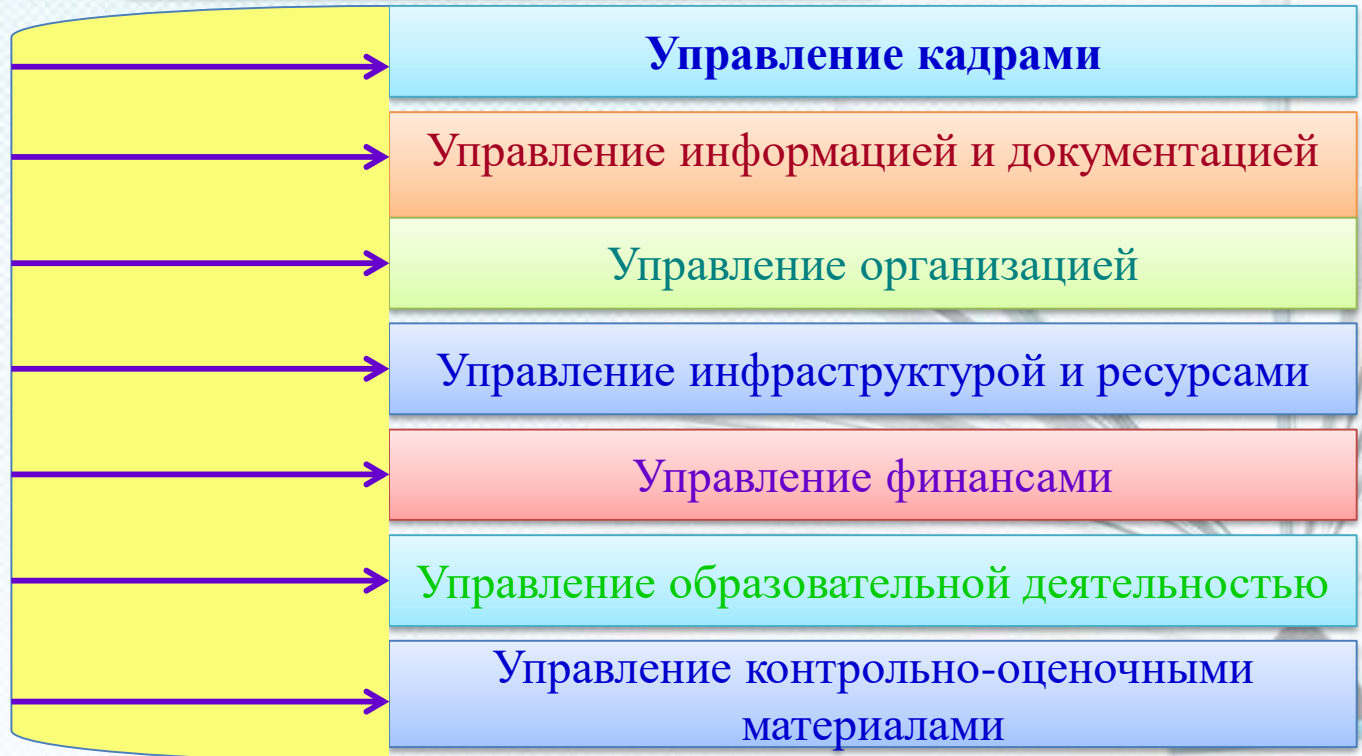 Управление кадрами
Управление информацией и документацией
Управление организацией
Управление инфраструктурой и ресурсами
Управление финансами
Управление образовательной деятельностью
Управление контрольно-оценочными
материалами